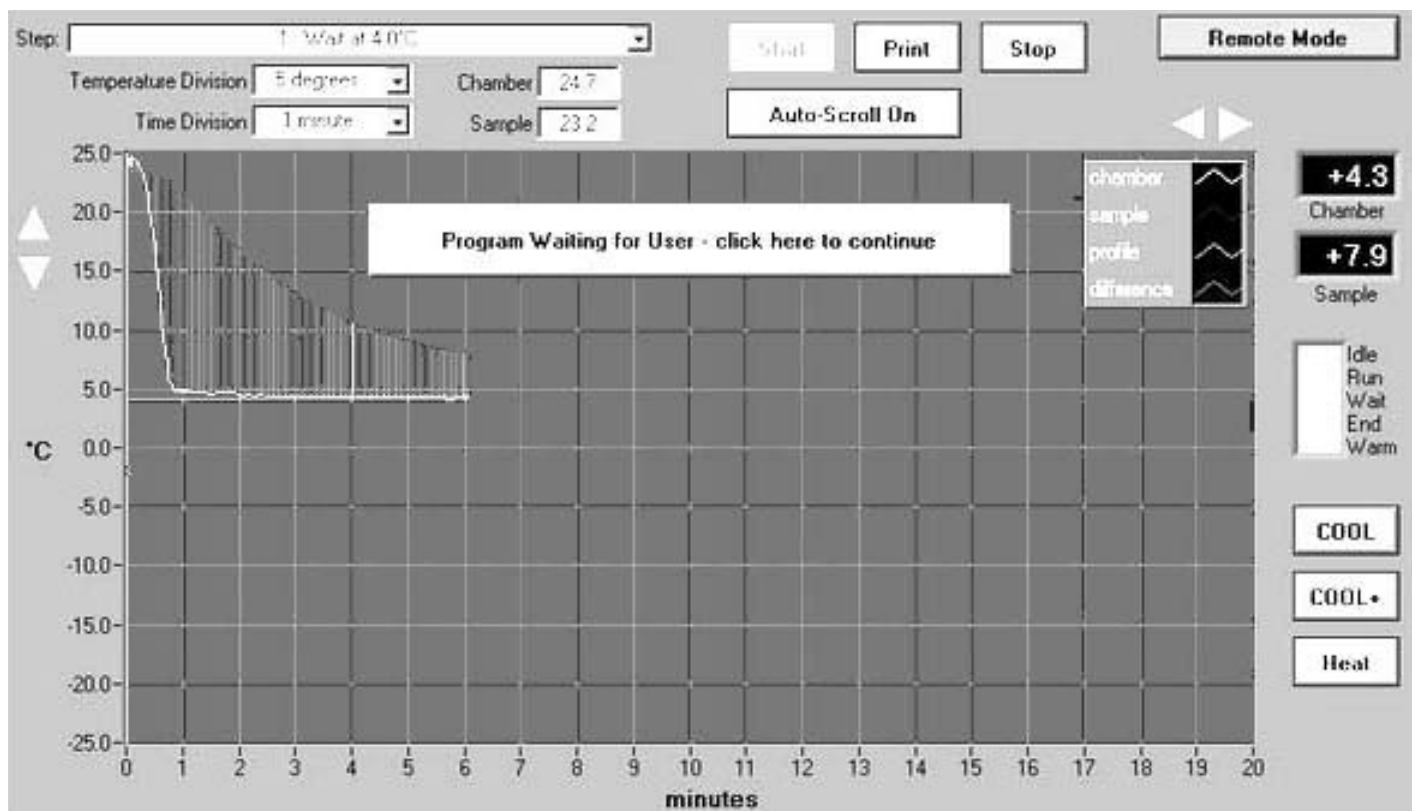 Step: 1. Wait at 4.0°C Start Print Stop Remote Mode
Temperature Division 5 degrees Chamber 24.7
Time Division 1 minute Sample 23.2 Auto-Scroll On
25.0
20.0
15.0
10.0
5.0
0.0
-5.0
-10.0
-15.0
-20.0
-25.0
°C
Program Waiting for User - click here to continue
chamber
sample
profile
difference
+4.3
Chamber
+7.9
Sample
Idle
Run
Wait
End
Warm
COOL
COOL+
Heat
0 1 2 3 4 5 6 7 8 9 10 11 12 13 14 15 16 17 18 19 20
minutes